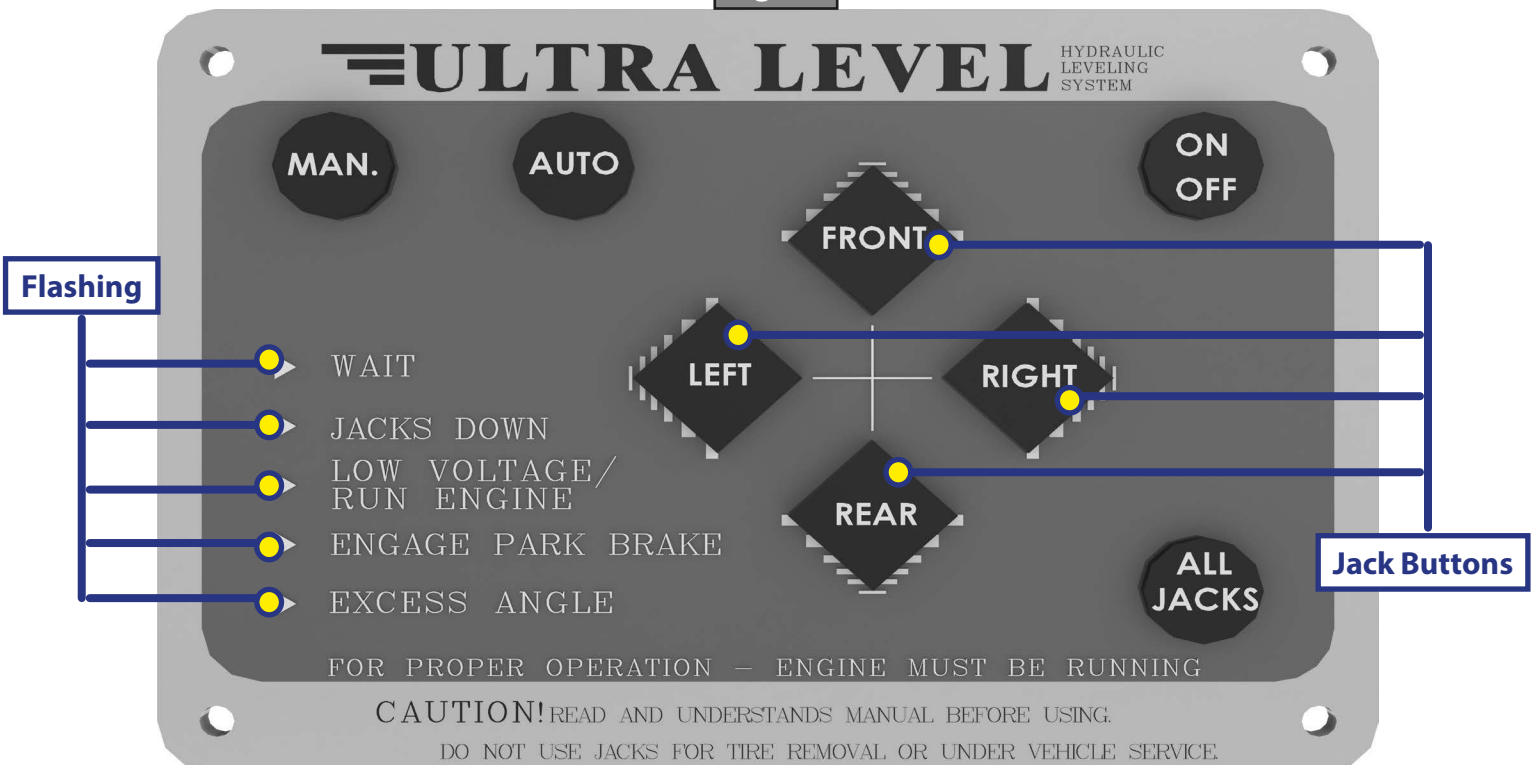 ULTRA LEVEL
HYDRAULIC
LEVELING
SYSTEM
MAN.
AUTO
ON
OFF
FRONT
Flashing
WAIT
LEFT
RIGHT
JACKS DOWN
LOW VOLTAGE/
RUN ENGINE
REAR
ENGAGE PARK BRAKE
Jack Buttons
ALL
JACKS
EXCESS ANGLE
FOR PROPER OPERATION – ENGINE MUST BE RUNNING
CAUTION! READ AND UNDERSTANDS MANUAL BEFORE USING.
DO NOT USE JACKS FOR TIRE REMOVAL OR UNDER VEHICLE SERVICE.